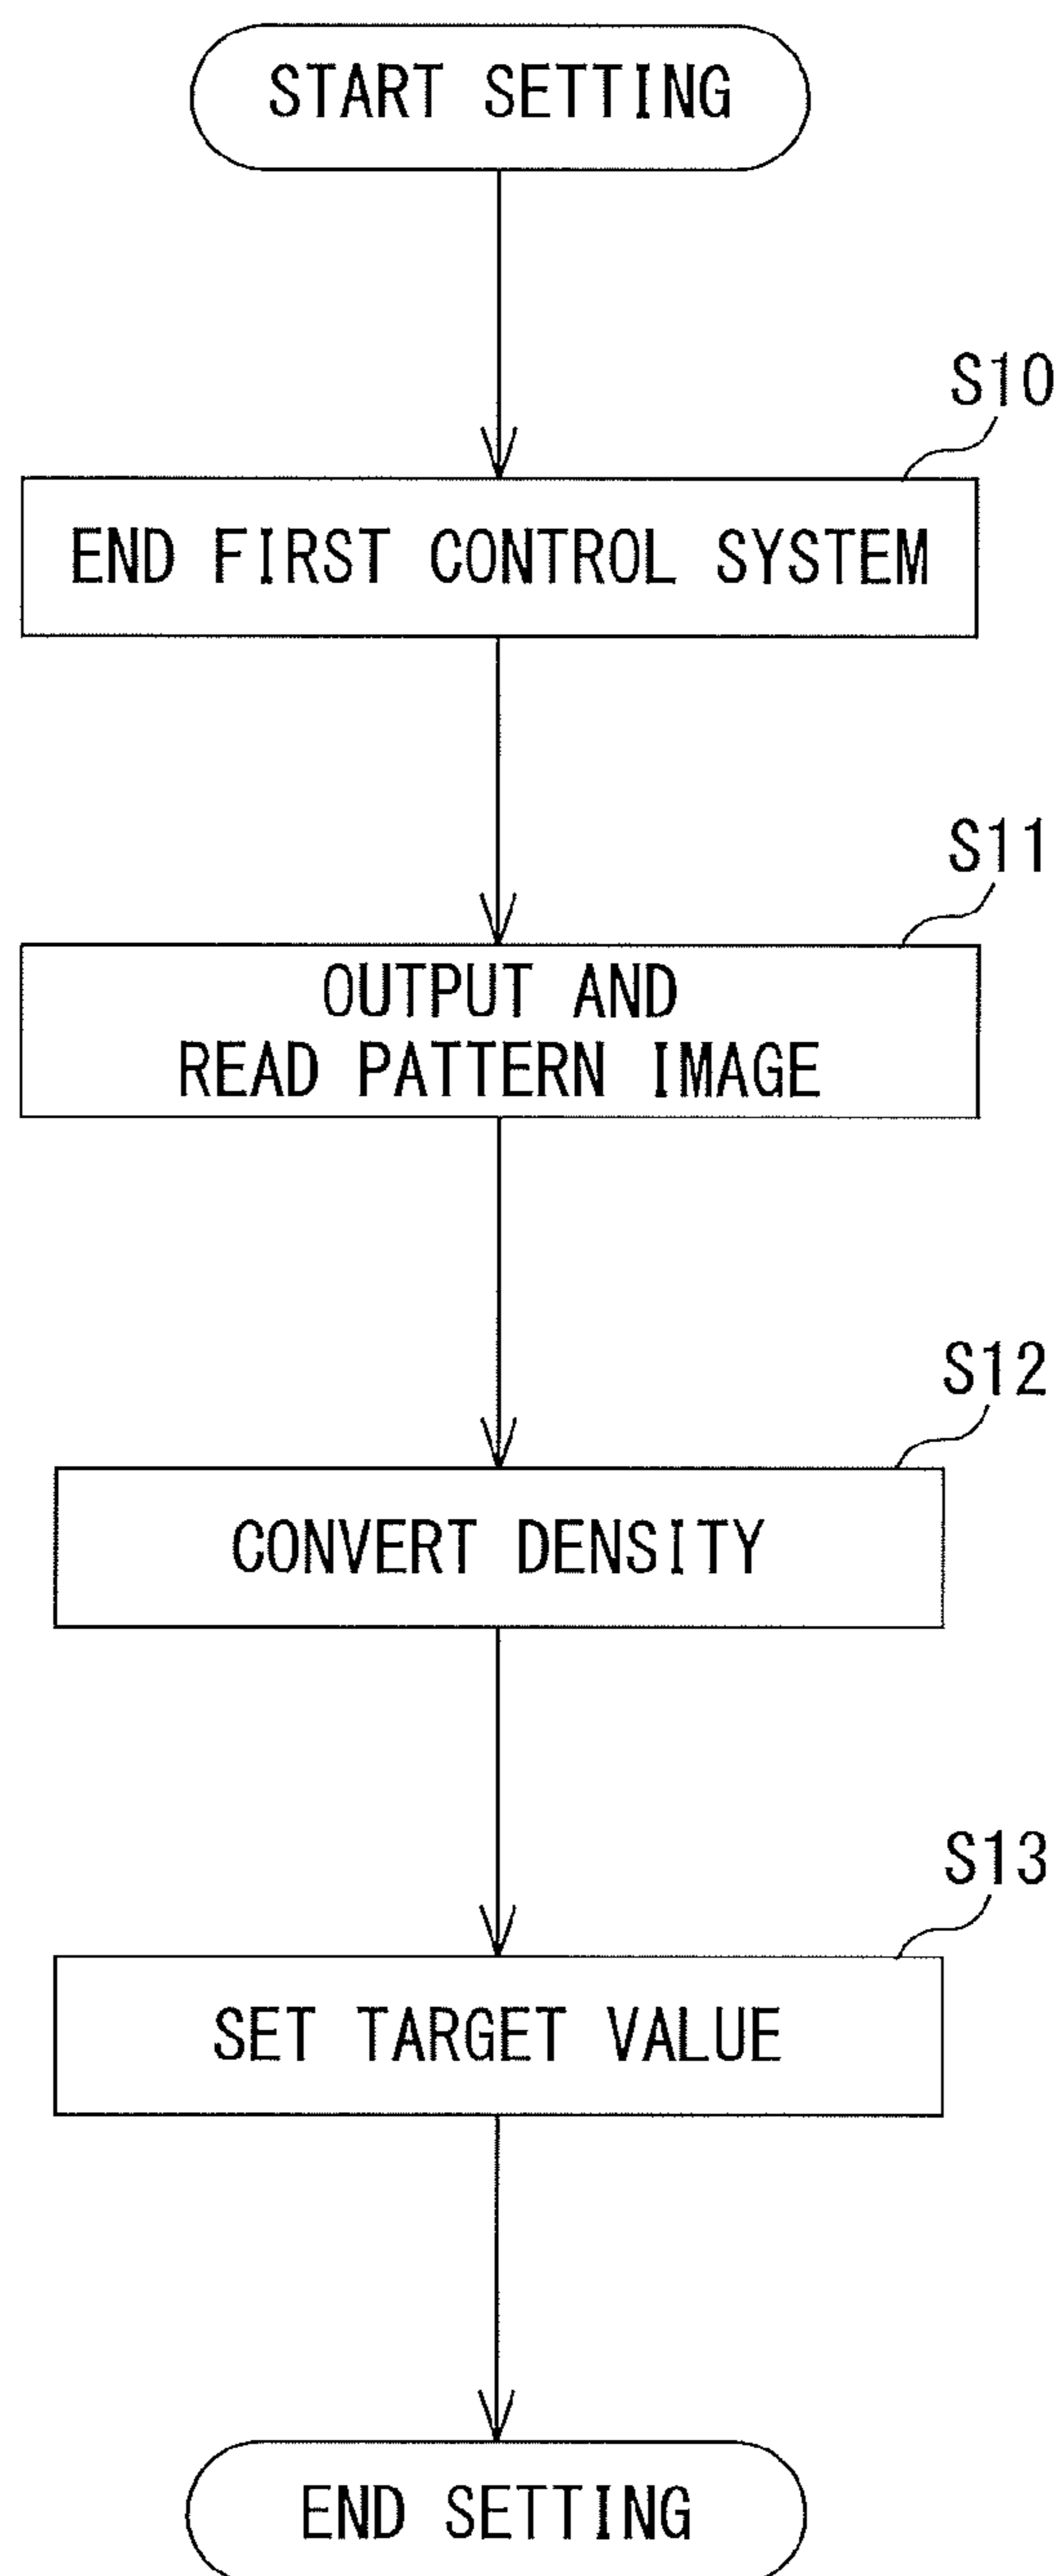 START SETTING
S10
END FIRST CONTROL SYSTEM
S11
OUTPUT AND
READ PATTERN IMAGE
S12
CONVERT DENSITY
S13
SET TARGET VALUE
END SETTING